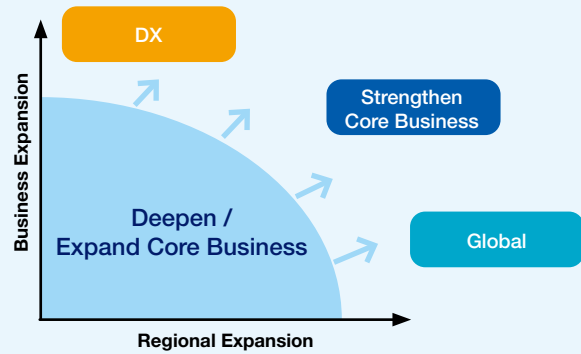 DX
Strengthen
Core Business
Business Expansion
Deepen /
Expand Core Business
Global
Regional Expansion